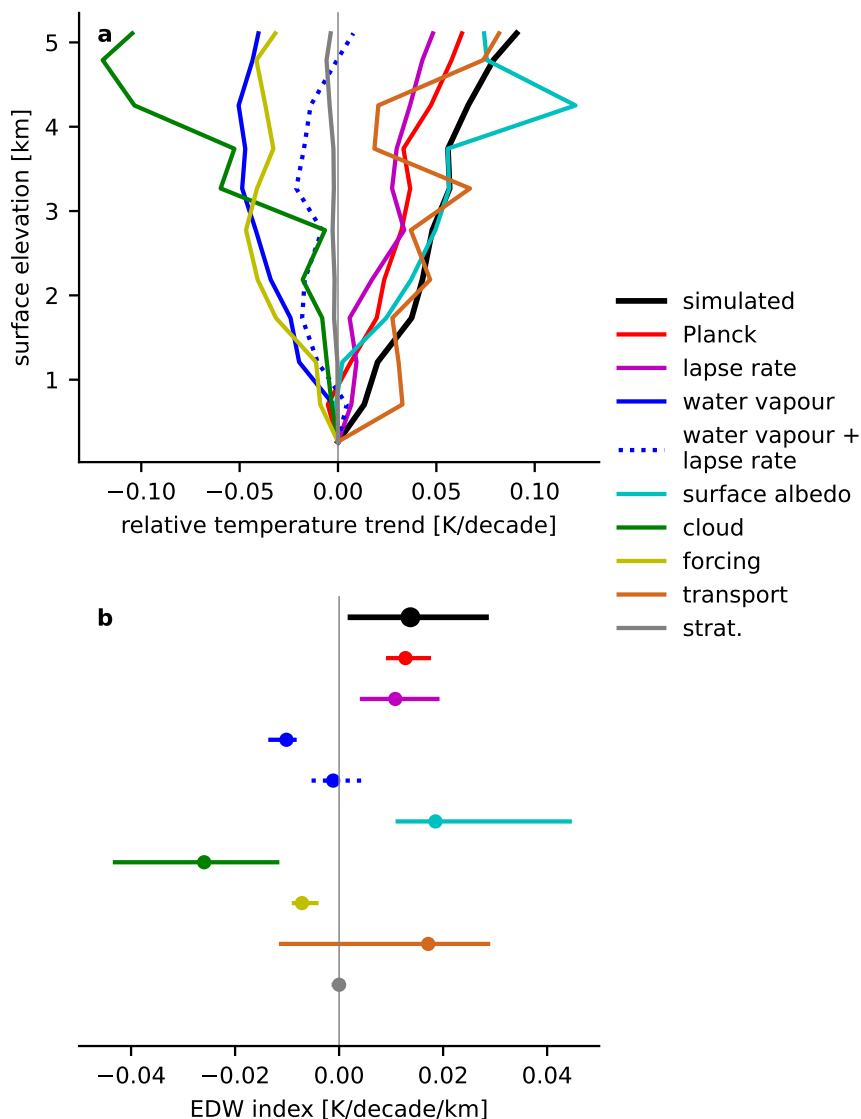 a
5
4
3
2
1
surface elevation [km]
−0.10
−0.05
0.00
0.05
0.10
relative temperature trend [K/decade]
simulated
Planck
lapse rate
water vapour
water vapour +
lapse rate
surface albedo
cloud
forcing
transport
strat.
b
−0.04
−0.02
0.00
0.02
0.04
EDW index [K/decade/km]